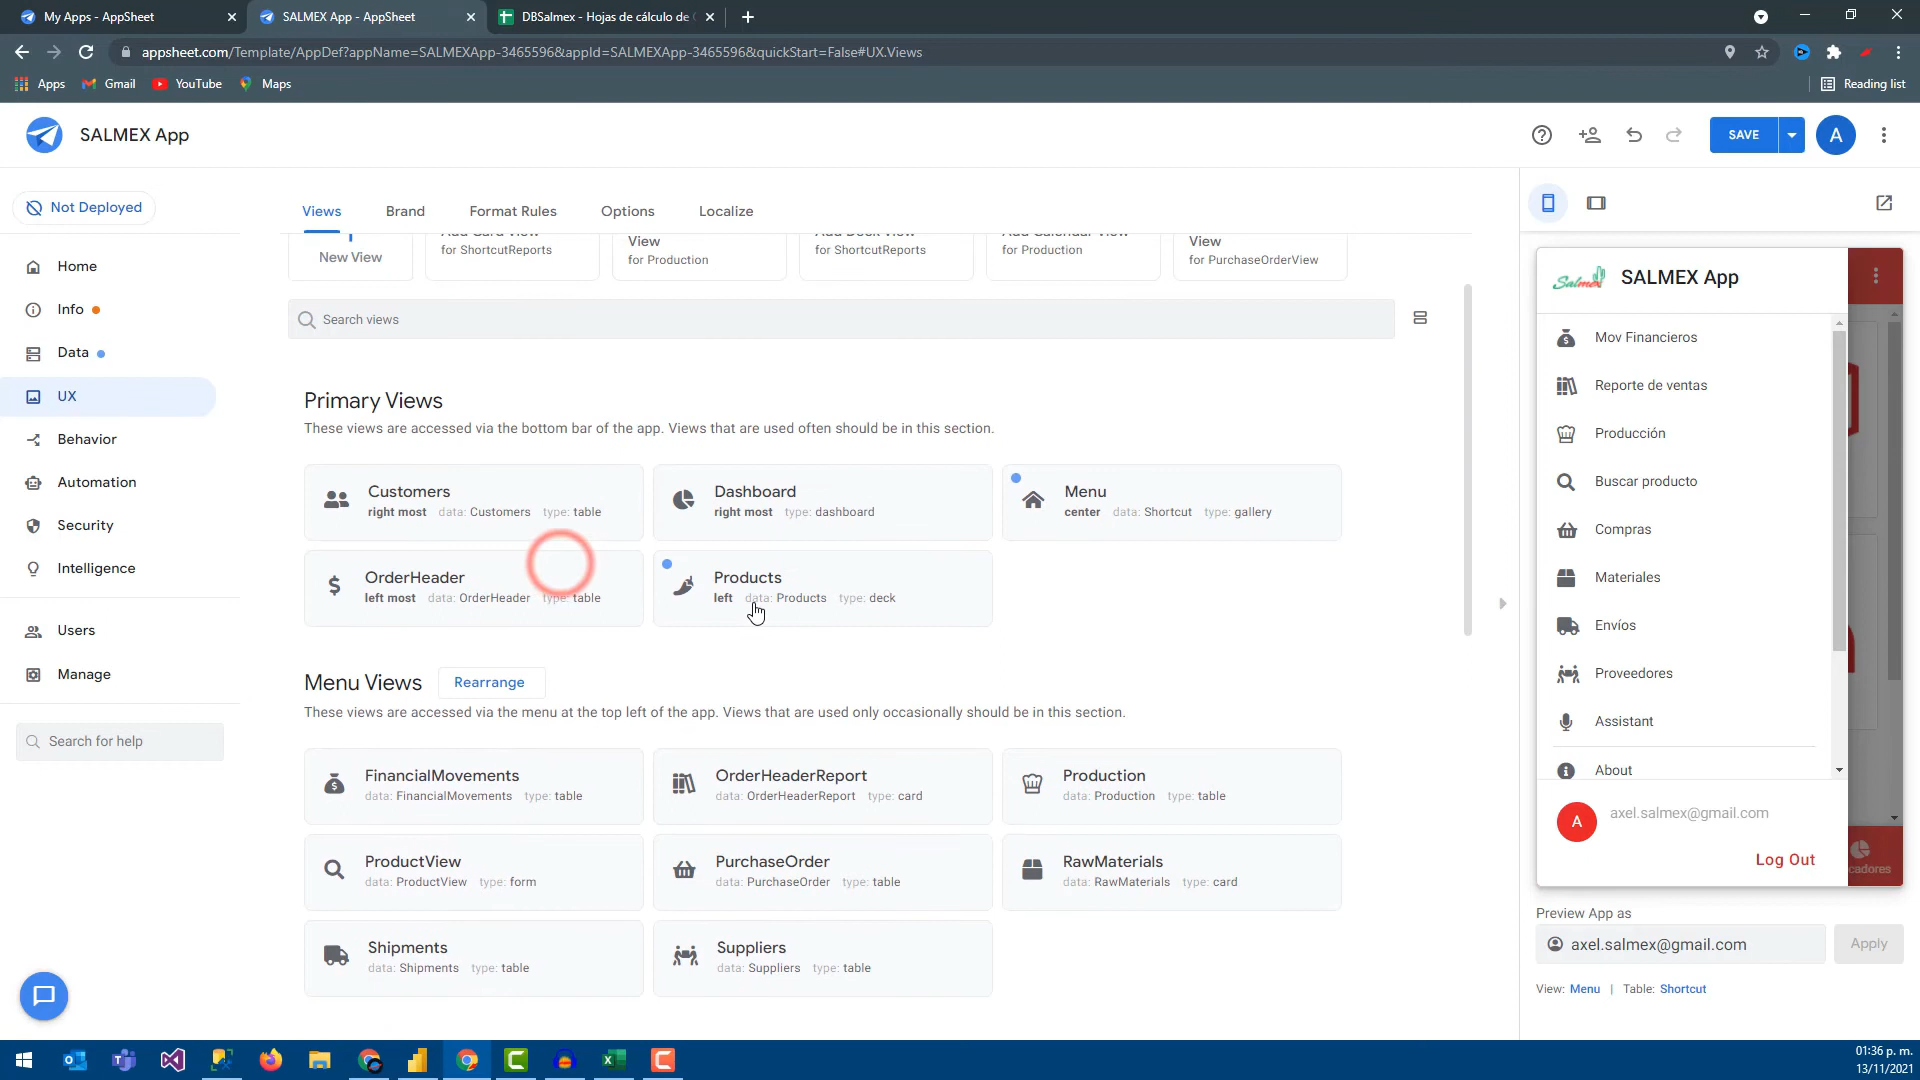 My Apps - AppSheet
SALMEX App - AppSheet
DBSalmex - Hojas de cálculo de
appsheet.com/Template/AppDef?appName=SALMEXApp-3465596&appId=SALMEXApp-3465596&quickStart=False#UX.Views
Apps
Gmail
YouTube
Maps
Reading list
SALMEX App
SAVE
A
Not Deployed
Home
Info
Data
UX
Behavior
Automation
Security
Intelligence
Users
Manage
Search for help
Views
Brand
Format Rules
Options
Localize
New View
Add Card View
for ShortcutReports
View
for Production
Add Deck View
for ShortcutReports
Add Calendar View
for Production
View
for PurchaseOrderView
Search views
Primary Views
These views are accessed via the bottom bar of the app. Views that are used often should be in this section.
Customers
right most data: Customers type: table
Dashboard
right most type: dashboard
Menu
center data: Shortcut type: gallery
OrderHeader
left most data: OrderHeader type: table
Products
left data: Products type: deck
Menu Views
Rearrange
These views are accessed via the menu at the top left of the app. Views that are used only occasionally should be in this section.
FinancialMovements
data: FinancialMovements type: table
OrderHeaderReport
data: OrderHeaderReport type: card
Production
data: Production type: table
ProductView
data: ProductView type: form
PurchaseOrder
data: PurchaseOrder type: table
RawMaterials
data: RawMaterials type: card
Shipments
data: Shipments type: table
Suppliers
data: Suppliers type: table
Salmex
SALMEX App
Mov Financieros
Reporte de ventas
Producción
Buscar producto
Compras
Materiales
Envíos
Proveedores
Assistant
About
A
axel.salmex@gmail.com
Log Out
cadores
Preview App as
axel.salmex@gmail.com
Apply
View: Menu | Table: Shortcut
01:36 p. m.
13/11/2021